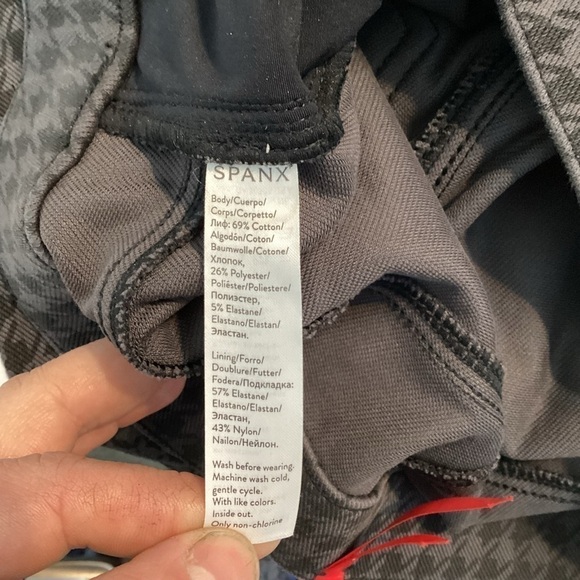 SPANX
Body/Cuerpo/
Corps/Corpetto/
Лиф: 69% Cotton/
Algodón/Coton/
Baumwolle/Cotone/
Хлопок,
26% Polyester/
Poliéster/Poliestere/
Полиэстер,
5% Elastane/
Elastano/Elastan/
Эластан.
Lining/Forro/
Doublure/Futter/
Fodera/Подкладка:
57% Elastane/
Elastano/Elastan/
Эластан,
43% Nylon/
Nailon/Нейлон.
Wash before wearing.
Machine wash cold,
gentle cycle.
With like colors.
Inside out.
Only non-chlorine